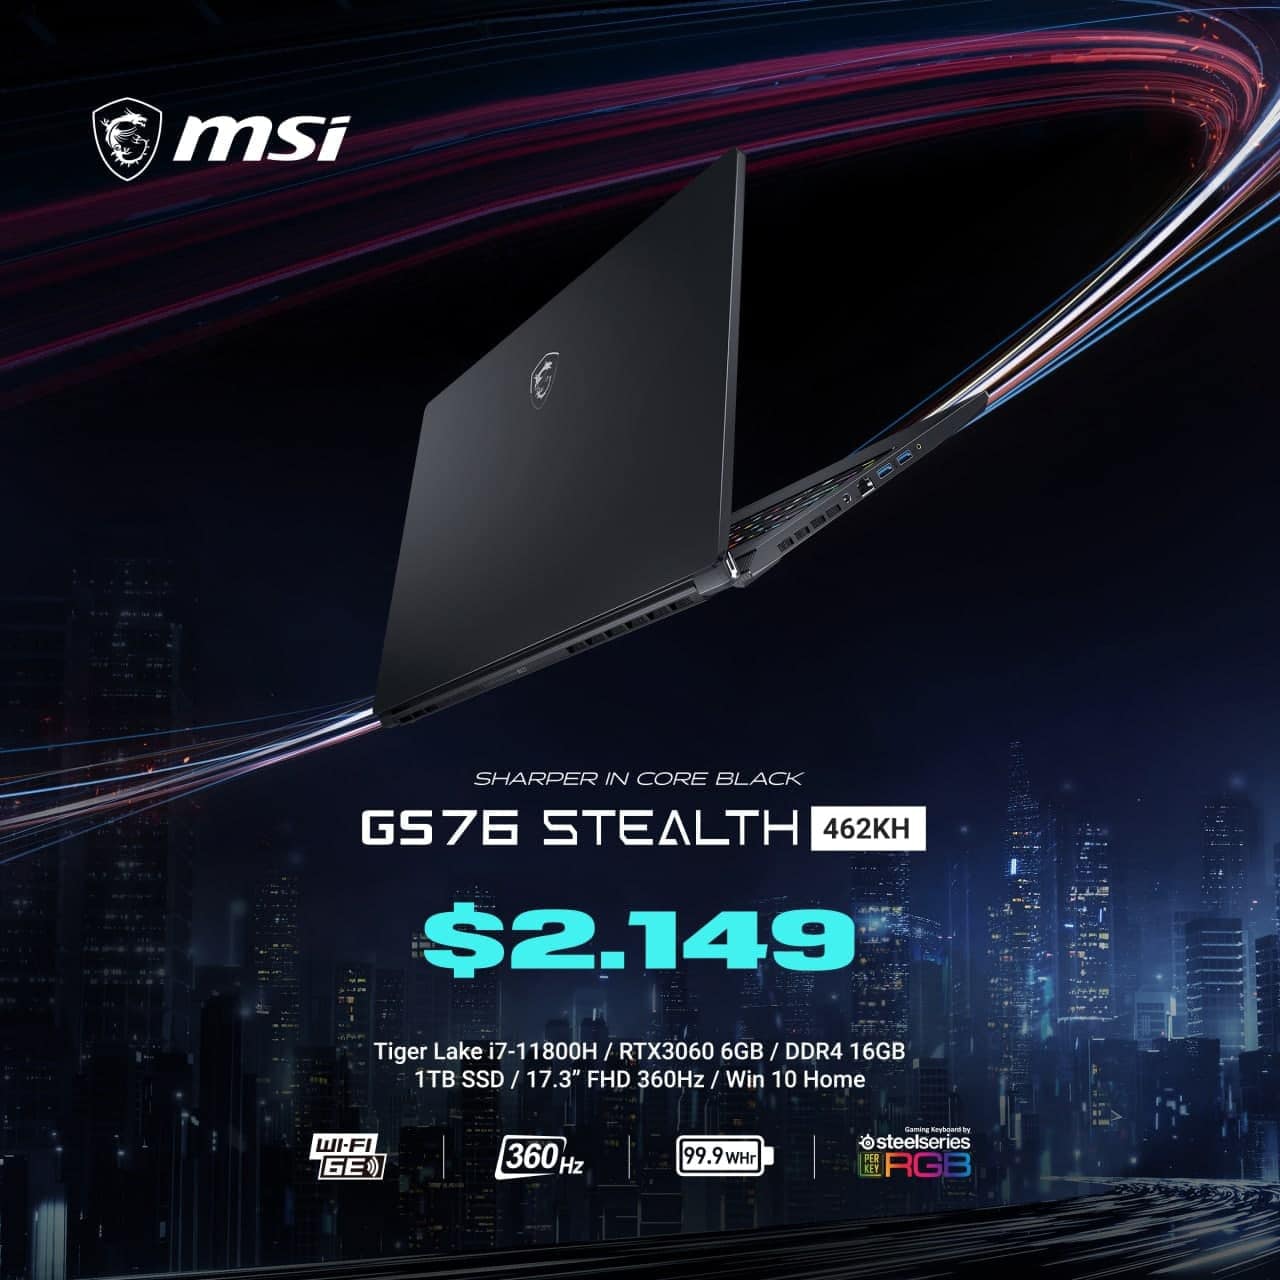 msi
SHARPER IN CORE BLACK
GS76 STEALTH 462KH
$2.149
Tiger Lake i7-11800H / RTX3060 6GB / DDR4 16GB
1TB SSD / 17.3” FHD 360Hz / Win 10 Home
WI-FI
6E
360Hz
99.9 WHr
Gaming Keyboard by
steelseries
PER KEY RGB